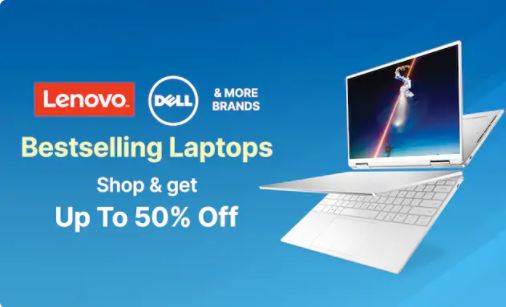 Lenovo.
DELL
& MORE
BRANDS
Bestselling Laptops
Shop & get
Up To 50% Off